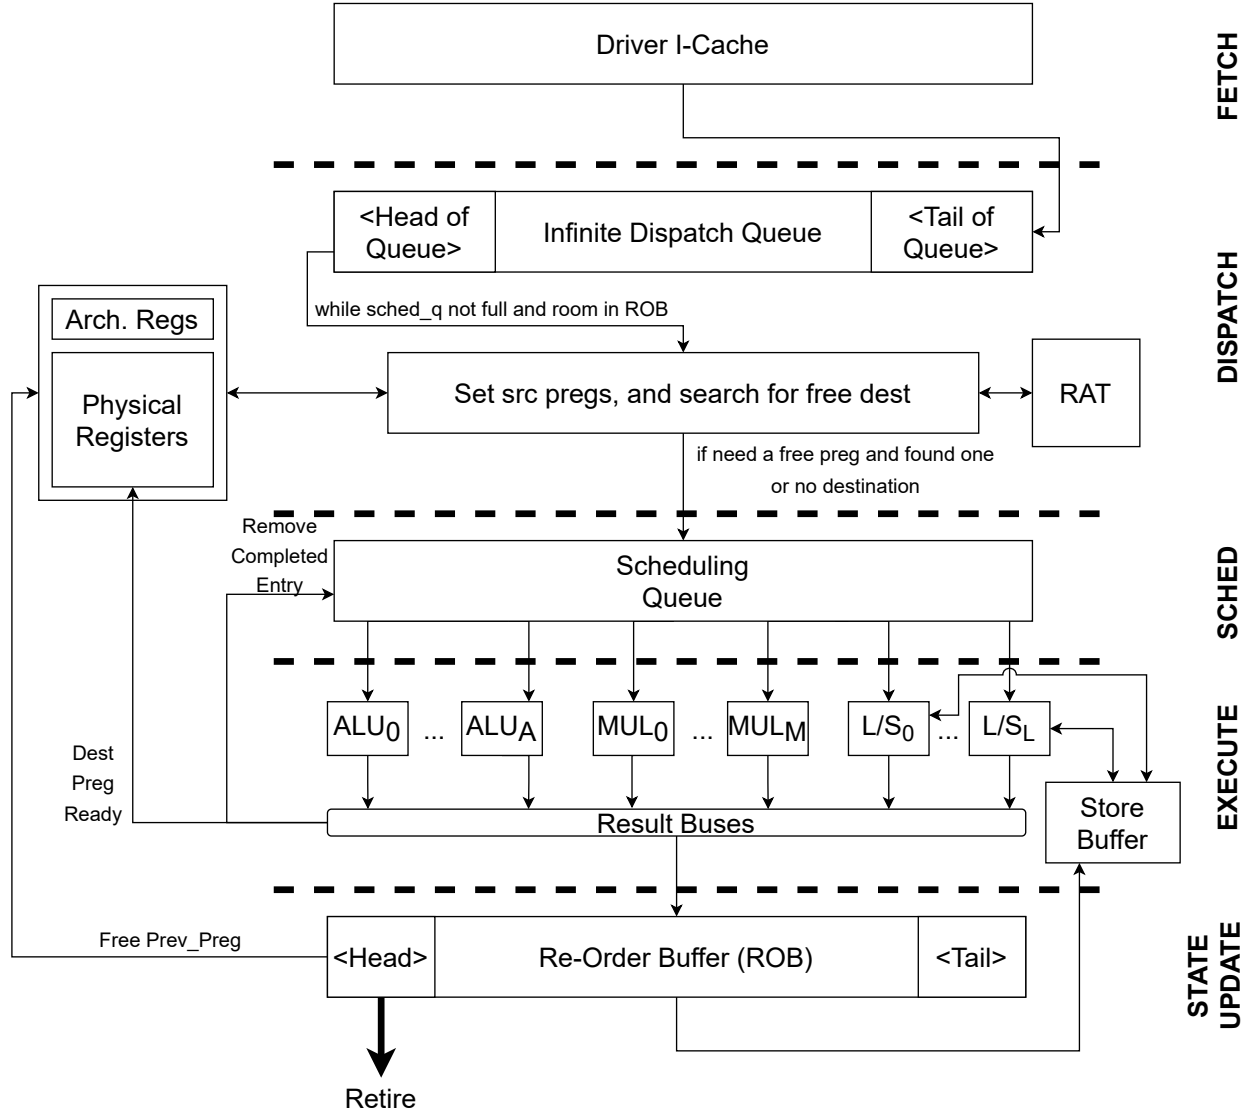 Driver I-Cache
FETCH
<Head of
Queue>
Infinite Dispatch Queue
<Tail of
Queue>
while sched_q not full and room in ROB
DISPATCH
Arch. Regs
Physical
Registers
Set src pregs, and search for free dest
RAT
if need a free preg and found one
or no destination
Remove
Completed
Entry
Scheduling
Queue
SCHED
ALU0
...
ALUA
MUL0
...
MULM
L/S0
...
L/SL
Dest
Preg
Ready
Result Buses
Store
Buffer
EXECUTE
Free Prev_Preg
<Head>
Re-Order Buffer (ROB)
<Tail>
STATE
UPDATE
Retire